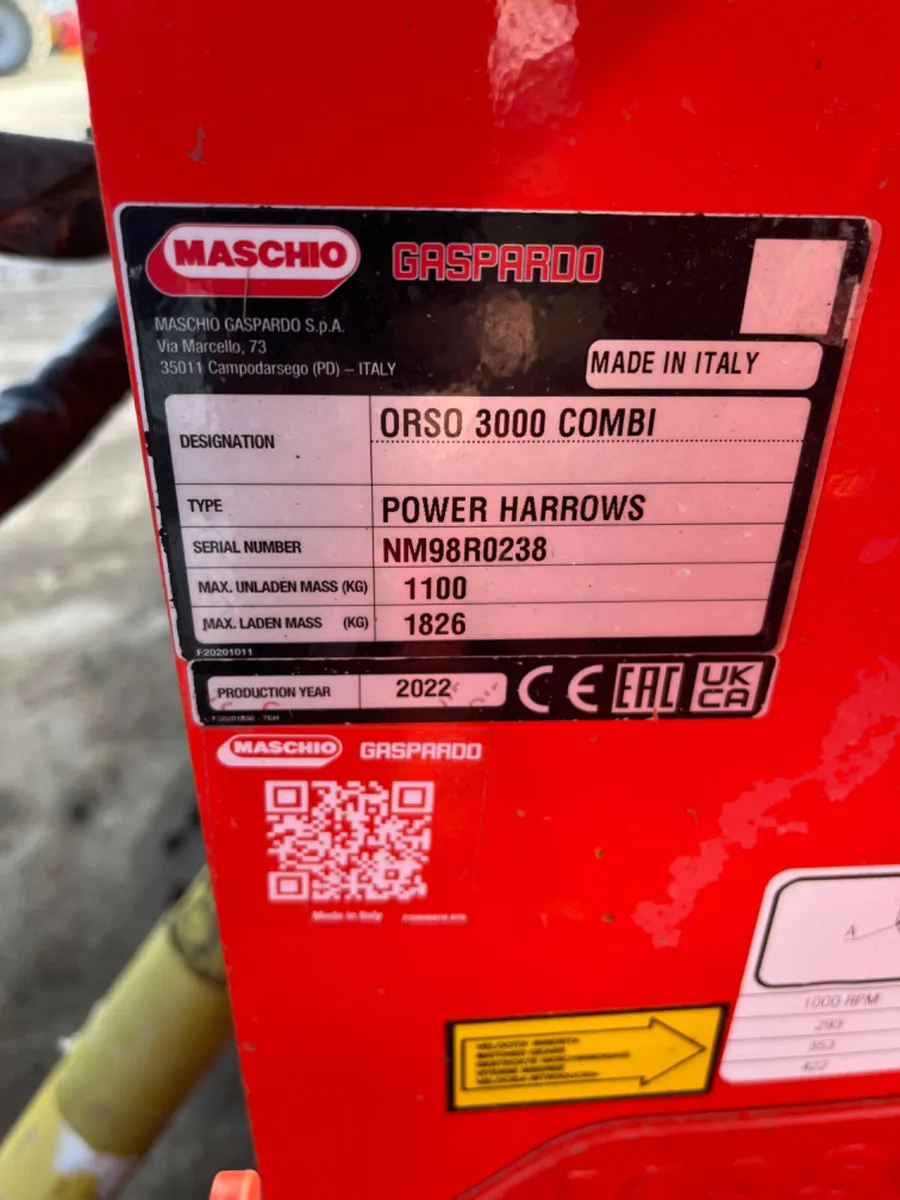 MASCHIO GASPARDO
MASCHIO GASPARDO S.p.A.
Via Marcello, 73
35011 Campodarsego (PD) – ITALY
MADE IN ITALY
DESIGNATION ORSO 3000 COMBI
TYPE POWER HARROWS
SERIAL NUMBER NM98R0238
MAX. UNLADEN MASS (KG) 1100
MAX. LADEN MASS (KG) 1826
F20201011
PRODUCTION YEAR 2022 CE EAC UK CA
MASCHIO GASPARDO
Made in Italy
A
1000 RPM
293
353
422